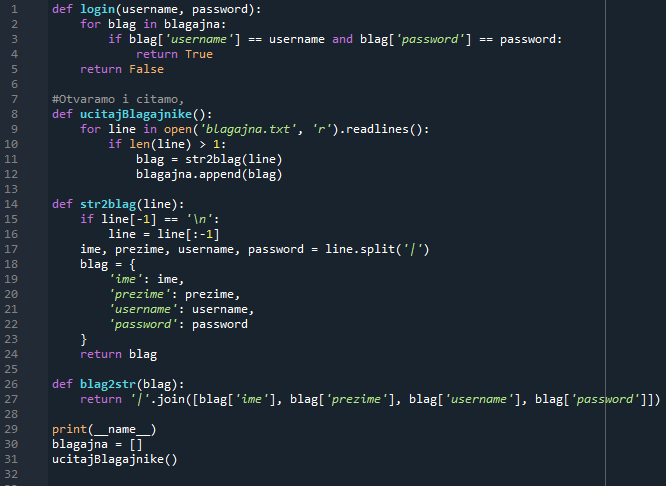 1 def login(username, password):
2     for blag in blagajna:
3         if blag['username'] == username and blag['password'] == password:
4             return True
5     return False
6
7 #Otvaramo i citamo,
8 def ucitajBlagajnike():
9     for line in open('blagajna.txt', 'r').readlines():
10         if len(line) > 1:
11             blag = str2blag(line)
12             blagajna.append(blag)
13
14 def str2blag(line):
15     if line[-1] == '\n':
16         line = line[:-1]
17     ime, prezime, username, password = line.split('|')
18     blag = {
19         'ime': ime,
20         'prezime': prezime,
21         'username': username,
22         'password': password
23     }
24     return blag
25
26 def blag2str(blag):
27     return '|'.join([blag['ime'], blag['prezime'], blag['username'], blag['password']])
28
29 print(__name__)
30 blagajna = []
31 ucitajBlagajnike()
32